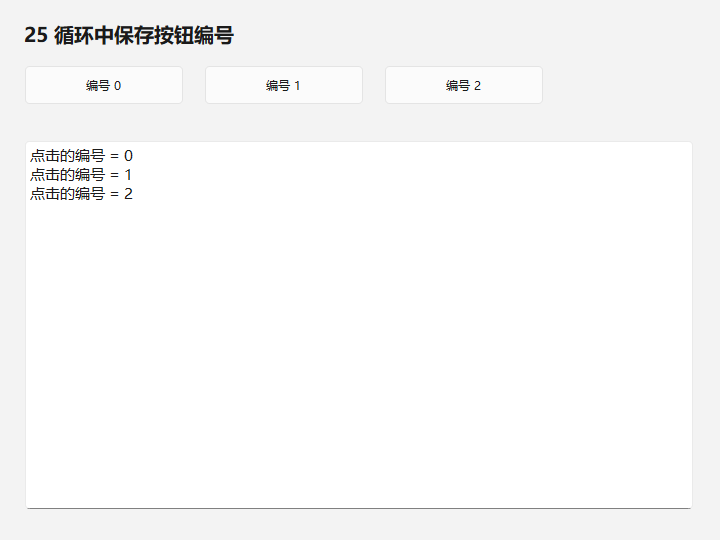 25 循环中保存按钮编号
编号 0
编号 1
编号 2
点击的编号 = 0
点击的编号 = 1
点击的编号 = 2